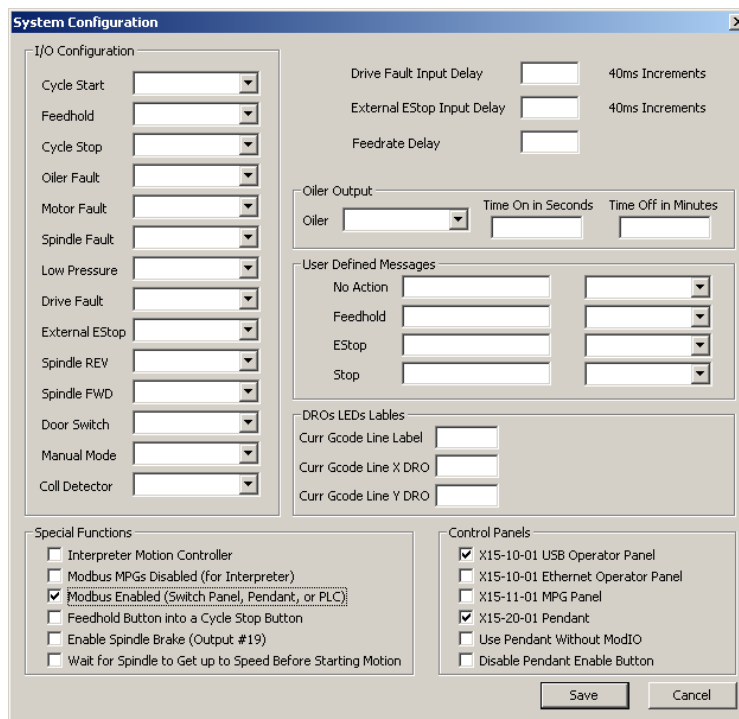 System Configuration
I/O Configuration
Cycle Start
Feedhold
Cycle Stop
Oiler Fault
Motor Fault
Spindle Fault
Low Pressure
Drive Fault
External EStop
Spindle REV
Spindle FWD
Door Switch
Manual Mode
Coll Detector
Drive Fault Input Delay 40ms Increments
External EStop Input Delay 40ms Increments
Feedrate Delay
Oiler Output
Time On in Seconds Time Off in Minutes
Oiler
User Defined Messages
No Action
Feedhold
EStop
Stop
DROs LEDs Lables
Curr Gcode Line Label
Curr Gcode Line X DRO
Curr Gcode Line Y DRO
Special Functions
Interpreter Motion Controller
Modbus MPGs Disabled (for Interpreter)
Modbus Enabled (Switch Panel, Pendant, or PLC)
Feedhold Button into a Cycle Stop Button
Enable Spindle Brake (Output #19)
Wait for Spindle to Get up to Speed Before Starting Motion
Control Panels
X15-10-01 USB Operator Panel
X15-10-01 Ethernet Operator Panel
X15-11-01 MPG Panel
X15-20-01 Pendant
Use Pendant Without ModIO
Disable Pendant Enable Button
Save Cancel